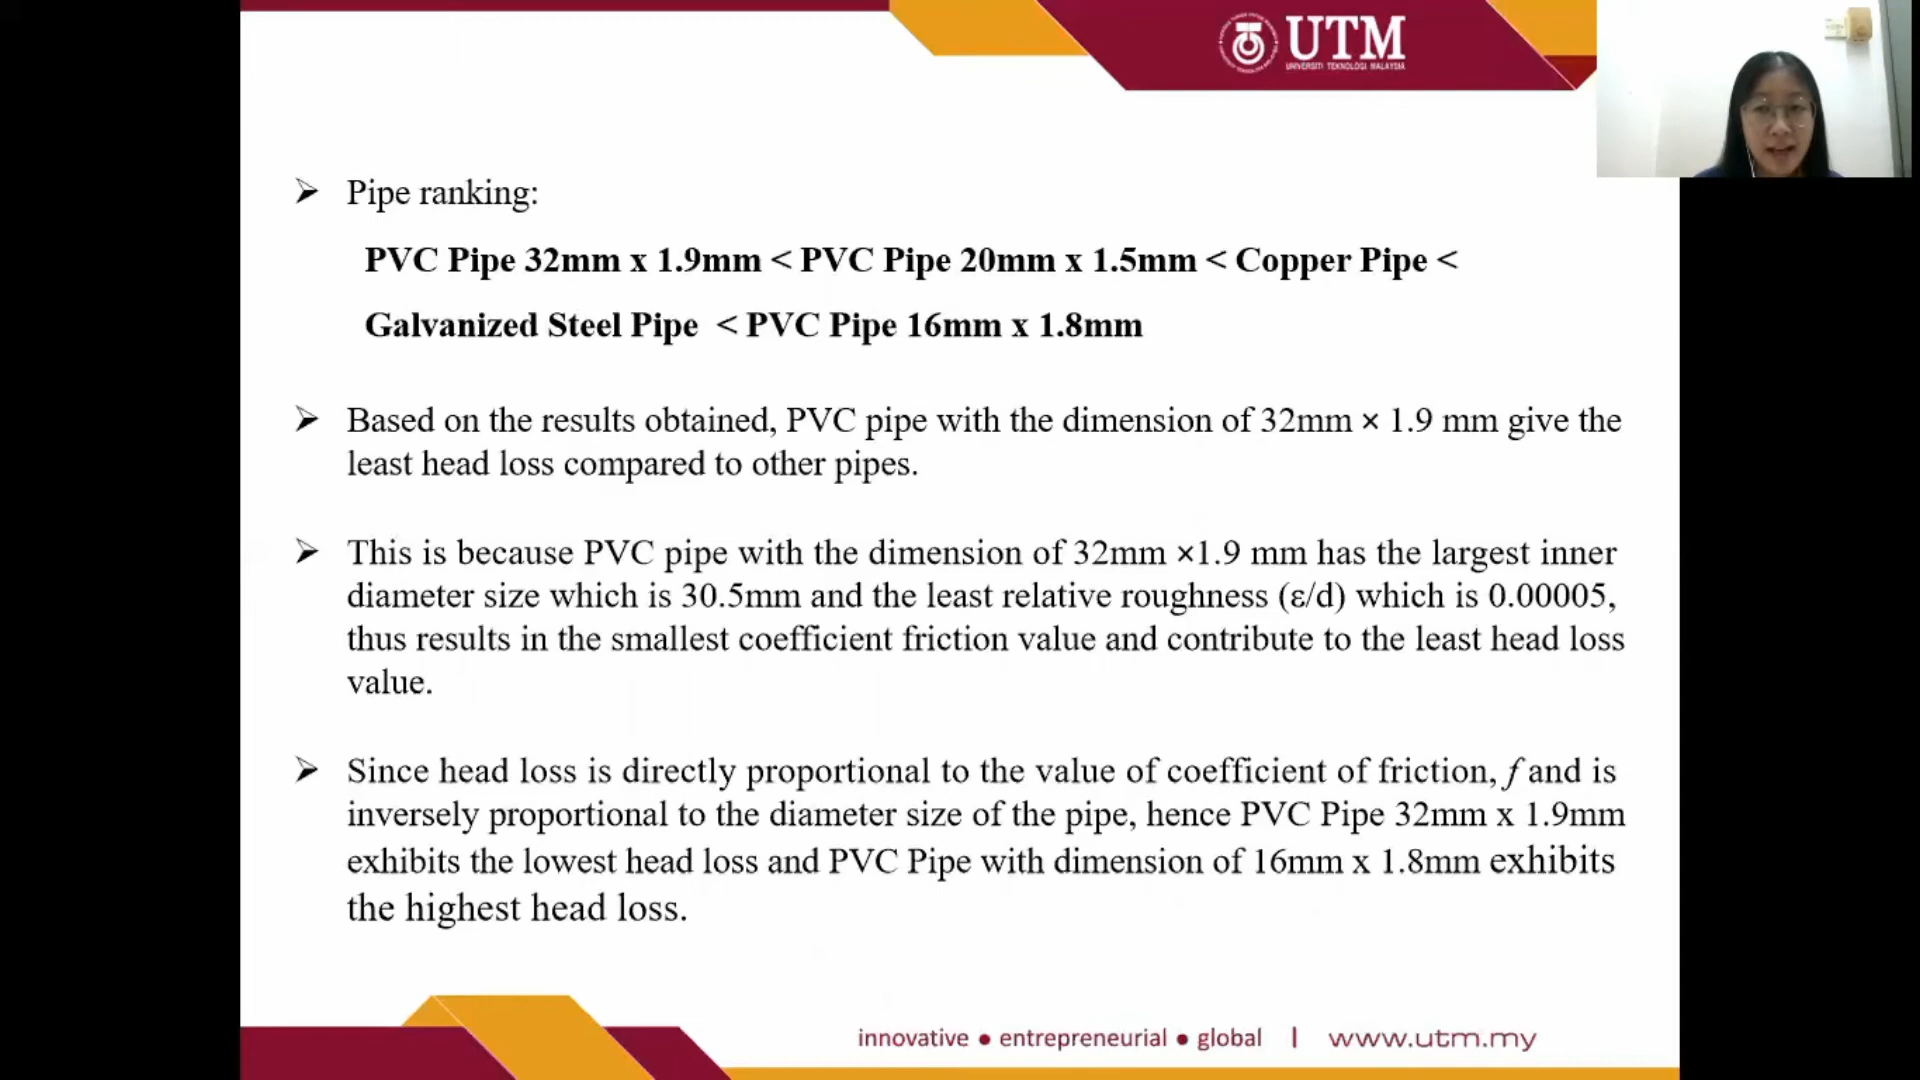 UTM
UNIVERSITI TEKNOLOGI MALAYSIA
➢ Pipe ranking:
PVC Pipe 32mm x 1.9mm < PVC Pipe 20mm x 1.5mm < Copper Pipe <
Galvanized Steel Pipe < PVC Pipe 16mm x 1.8mm
➢ Based on the results obtained, PVC pipe with the dimension of 32mm × 1.9 mm give the
least head loss compared to other pipes.
➢ This is because PVC pipe with the dimension of 32mm ×1.9 mm has the largest inner
diameter size which is 30.5mm and the least relative roughness (ε/d) which is 0.00005,
thus results in the smallest coefficient friction value and contribute to the least head loss
value.
➢ Since head loss is directly proportional to the value of coefficient of friction, f and is
inversely proportional to the diameter size of the pipe, hence PVC Pipe 32mm x 1.9mm
exhibits the lowest head loss and PVC Pipe with dimension of 16mm x 1.8mm exhibits
the highest head loss.
innovative ● entrepreneurial ● global | www.utm.my